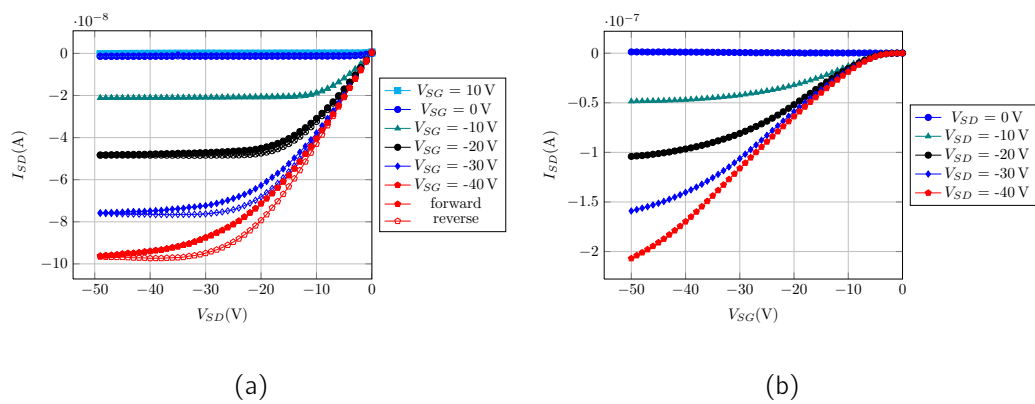 ·10⁻⁸
0
−2
−4
−6
−8
−10
−50
−40
−30
−20
−10
0
I_SD(A)
V_SD(V)
V_SG = 10 V
V_SG = 0 V
V_SG = -10 V
V_SG = -20 V
V_SG = -30 V
V_SG = -40 V
forward
reverse
(a)
·10⁻⁷
0
−0.5
−1
−1.5
−2
−50
−40
−30
−20
−10
0
I_SD(A)
V_SG(V)
V_SD = 0 V
V_SD = -10 V
V_SD = -20 V
V_SD = -30 V
V_SD = -40 V
(b)